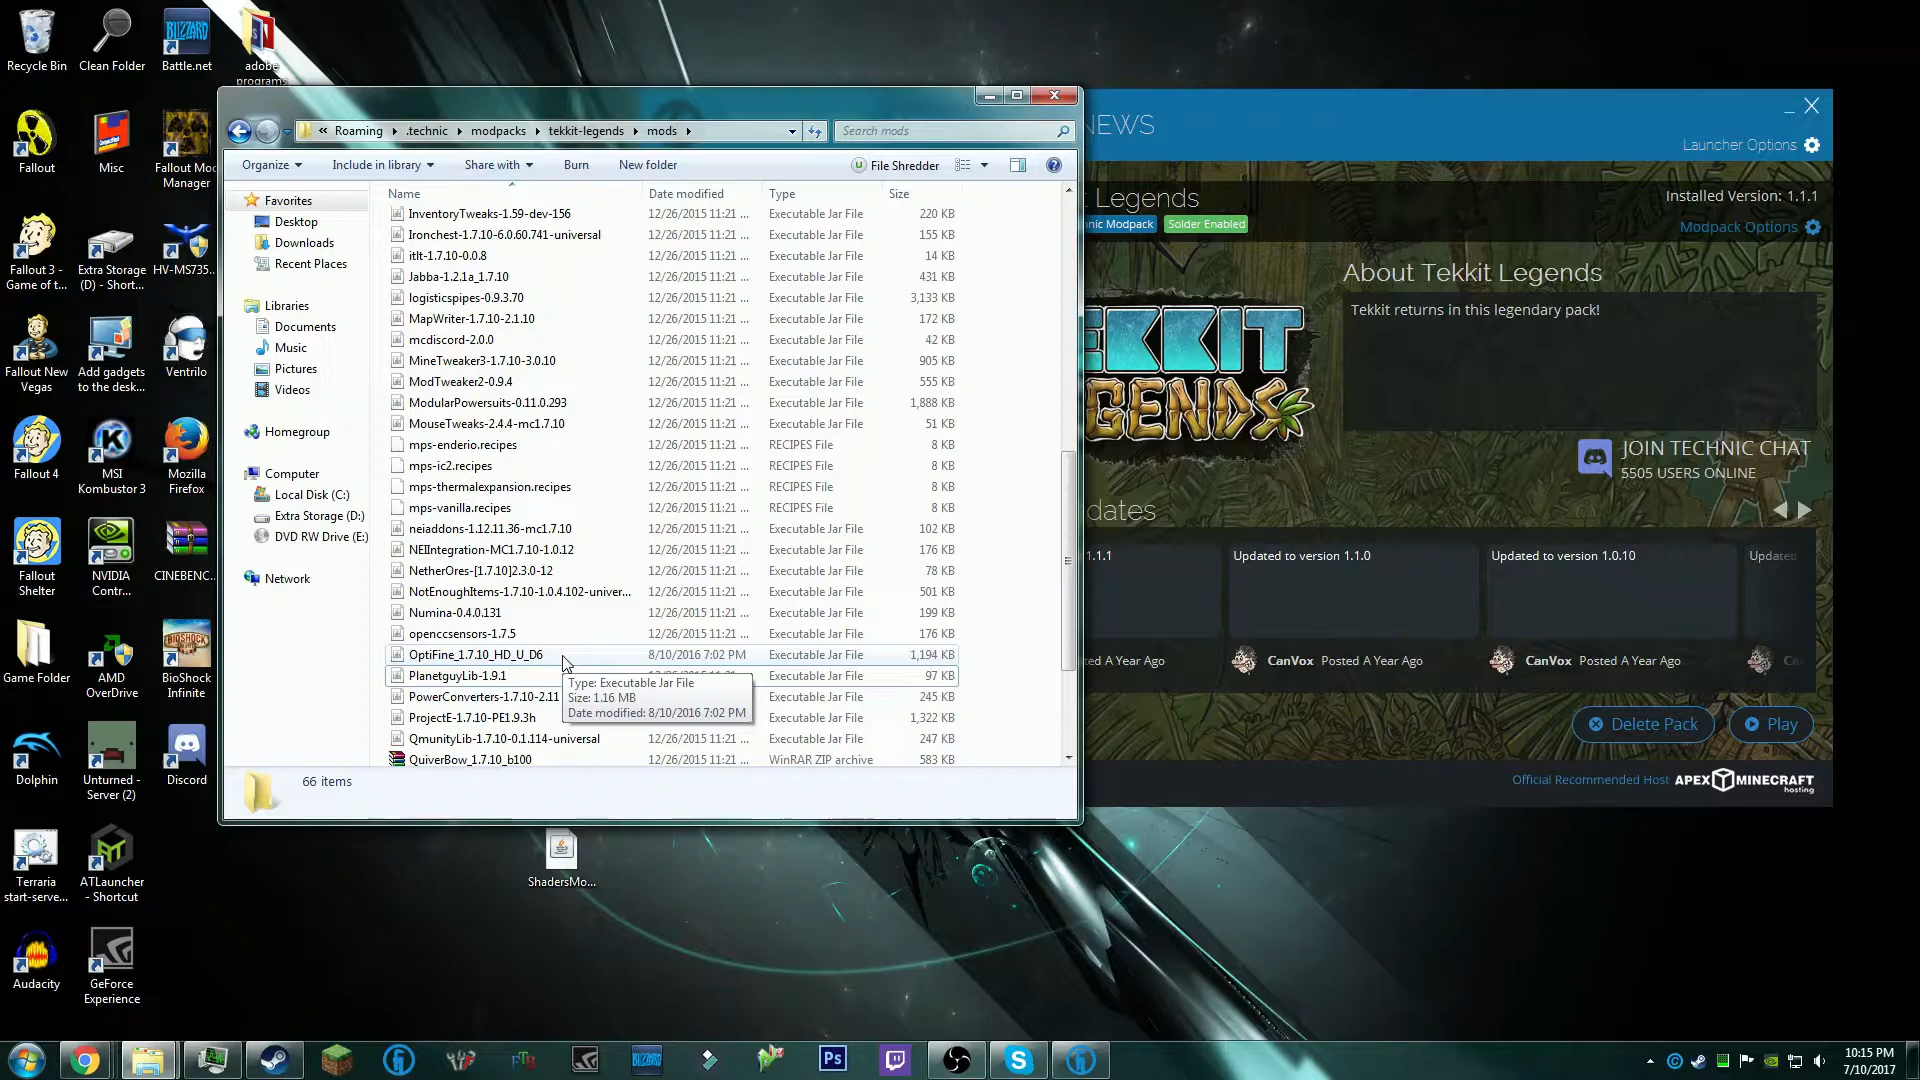 Recycle Bin
Clean Folder
Battle.net
adobe programs
Fallout
Misc
Fallout Mod Manager
Fallout 3 - Game of t...
Extra Storage (D) - Short...
HV-MS735...
Fallout New Vegas
Add gadgets to the desk...
Ventrilo
Fallout 4
MSI Kombustor 3
Mozilla Firefox
Fallout Shelter
NVIDIA Contr...
CINEBENC...
Game Folder
AMD OverDrive
BioShock Infinite
Dolphin
Unturned - Server (2)
Discord
Terraria start-serve...
ATLauncher - Shortcut
Audacity
GeForce Experience
ShadersMo...
« Roaming .technic modpacks tekkit-legends mods
Search mods
Organize Include in library Share with Burn New folder File Shredder
Favorites
Desktop
Downloads
Recent Places
Libraries
Documents
Music
Pictures
Videos
Homegroup
Computer
Local Disk (C:)
Extra Storage (D:)
DVD RW Drive (E:)
Network
Name Date modified Type Size
InventoryTweaks-1.59-dev-156 12/26/2015 11:21 ... Executable Jar File 220 KB
Ironchest-1.7.10-6.0.60.741-universal 12/26/2015 11:21 ... Executable Jar File 155 KB
itlt-1.7.10-0.0.8 12/26/2015 11:21 ... Executable Jar File 14 KB
Jabba-1.2.1a_1.7.10 12/26/2015 11:21 ... Executable Jar File 431 KB
logisticspipes-0.9.3.70 12/26/2015 11:21 ... Executable Jar File 3,133 KB
MapWriter-1.7.10-2.1.10 12/26/2015 11:21 ... Executable Jar File 172 KB
mcdiscord-2.0.0 12/26/2015 11:21 ... Executable Jar File 42 KB
MineTweaker3-1.7.10-3.0.10 12/26/2015 11:21 ... Executable Jar File 905 KB
ModTweaker2-0.9.4 12/26/2015 11:21 ... Executable Jar File 555 KB
ModularPowersuits-0.11.0.293 12/26/2015 11:21 ... Executable Jar File 1,888 KB
MouseTweaks-2.4.4-mc1.7.10 12/26/2015 11:21 ... Executable Jar File 51 KB
mps-enderio.recipes 12/26/2015 11:21 ... RECIPES File 8 KB
mps-ic2.recipes 12/26/2015 11:21 ... RECIPES File 8 KB
mps-thermalexpansion.recipes 12/26/2015 11:21 ... RECIPES File 8 KB
mps-vanilla.recipes 12/26/2015 11:21 ... RECIPES File 8 KB
neiaddons-1.12.11.36-mc1.7.10 12/26/2015 11:21 ... Executable Jar File 102 KB
NEIIntegration-MC1.7.10-1.0.12 12/26/2015 11:21 ... Executable Jar File 176 KB
NetherOres-[1.7.10]2.3.0-12 12/26/2015 11:21 ... Executable Jar File 78 KB
NotEnoughItems-1.7.10-1.0.4.102-univer... 12/26/2015 11:21 ... Executable Jar File 501 KB
Numina-0.4.0.131 12/26/2015 11:21 ... Executable Jar File 199 KB
openccsensors-1.7.5 12/26/2015 11:21 ... Executable Jar File 176 KB
OptiFine_1.7.10_HD_U_D6 8/10/2016 7:02 PM Executable Jar File 1,194 KB
PlanetguyLib-1.9.1 Executable Jar File 97 KB
PowerConverters-1.7.10-2.11 Executable Jar File 245 KB
ProjectE-1.7.10-PE1.9.3h Executable Jar File 1,322 KB
QmunityLib-1.7.10-0.1.114-universal 12/26/2015 11:21 ... Executable Jar File 247 KB
QuiverBow_1.7.10_b100 12/26/2015 11:21 ... WinRAR ZIP archive 583 KB
Type: Executable Jar File
Size: 1.16 MB
Date modified: 8/10/2016 7:02 PM
66 items
NEWS
Launcher Options
t Legends
nic Modpack Solder Enabled
Installed Version: 1.1.1
Modpack Options
TEKKIT LEGENDS
About Tekkit Legends
Tekkit returns in this legendary pack!
JOIN TECHNIC CHAT
5505 USERS ONLINE
dates
1.1.1
Updated to version 1.1.0
Updated to version 1.0.10
Updated
ed A Year Ago
CanVox Posted A Year Ago
CanVox Posted A Year Ago
Ca
Delete Pack
Play
Official Recommended Host APEX MINECRAFT hosting
FTB
BLIZZARD
Ps
10:15 PM
7/10/2017